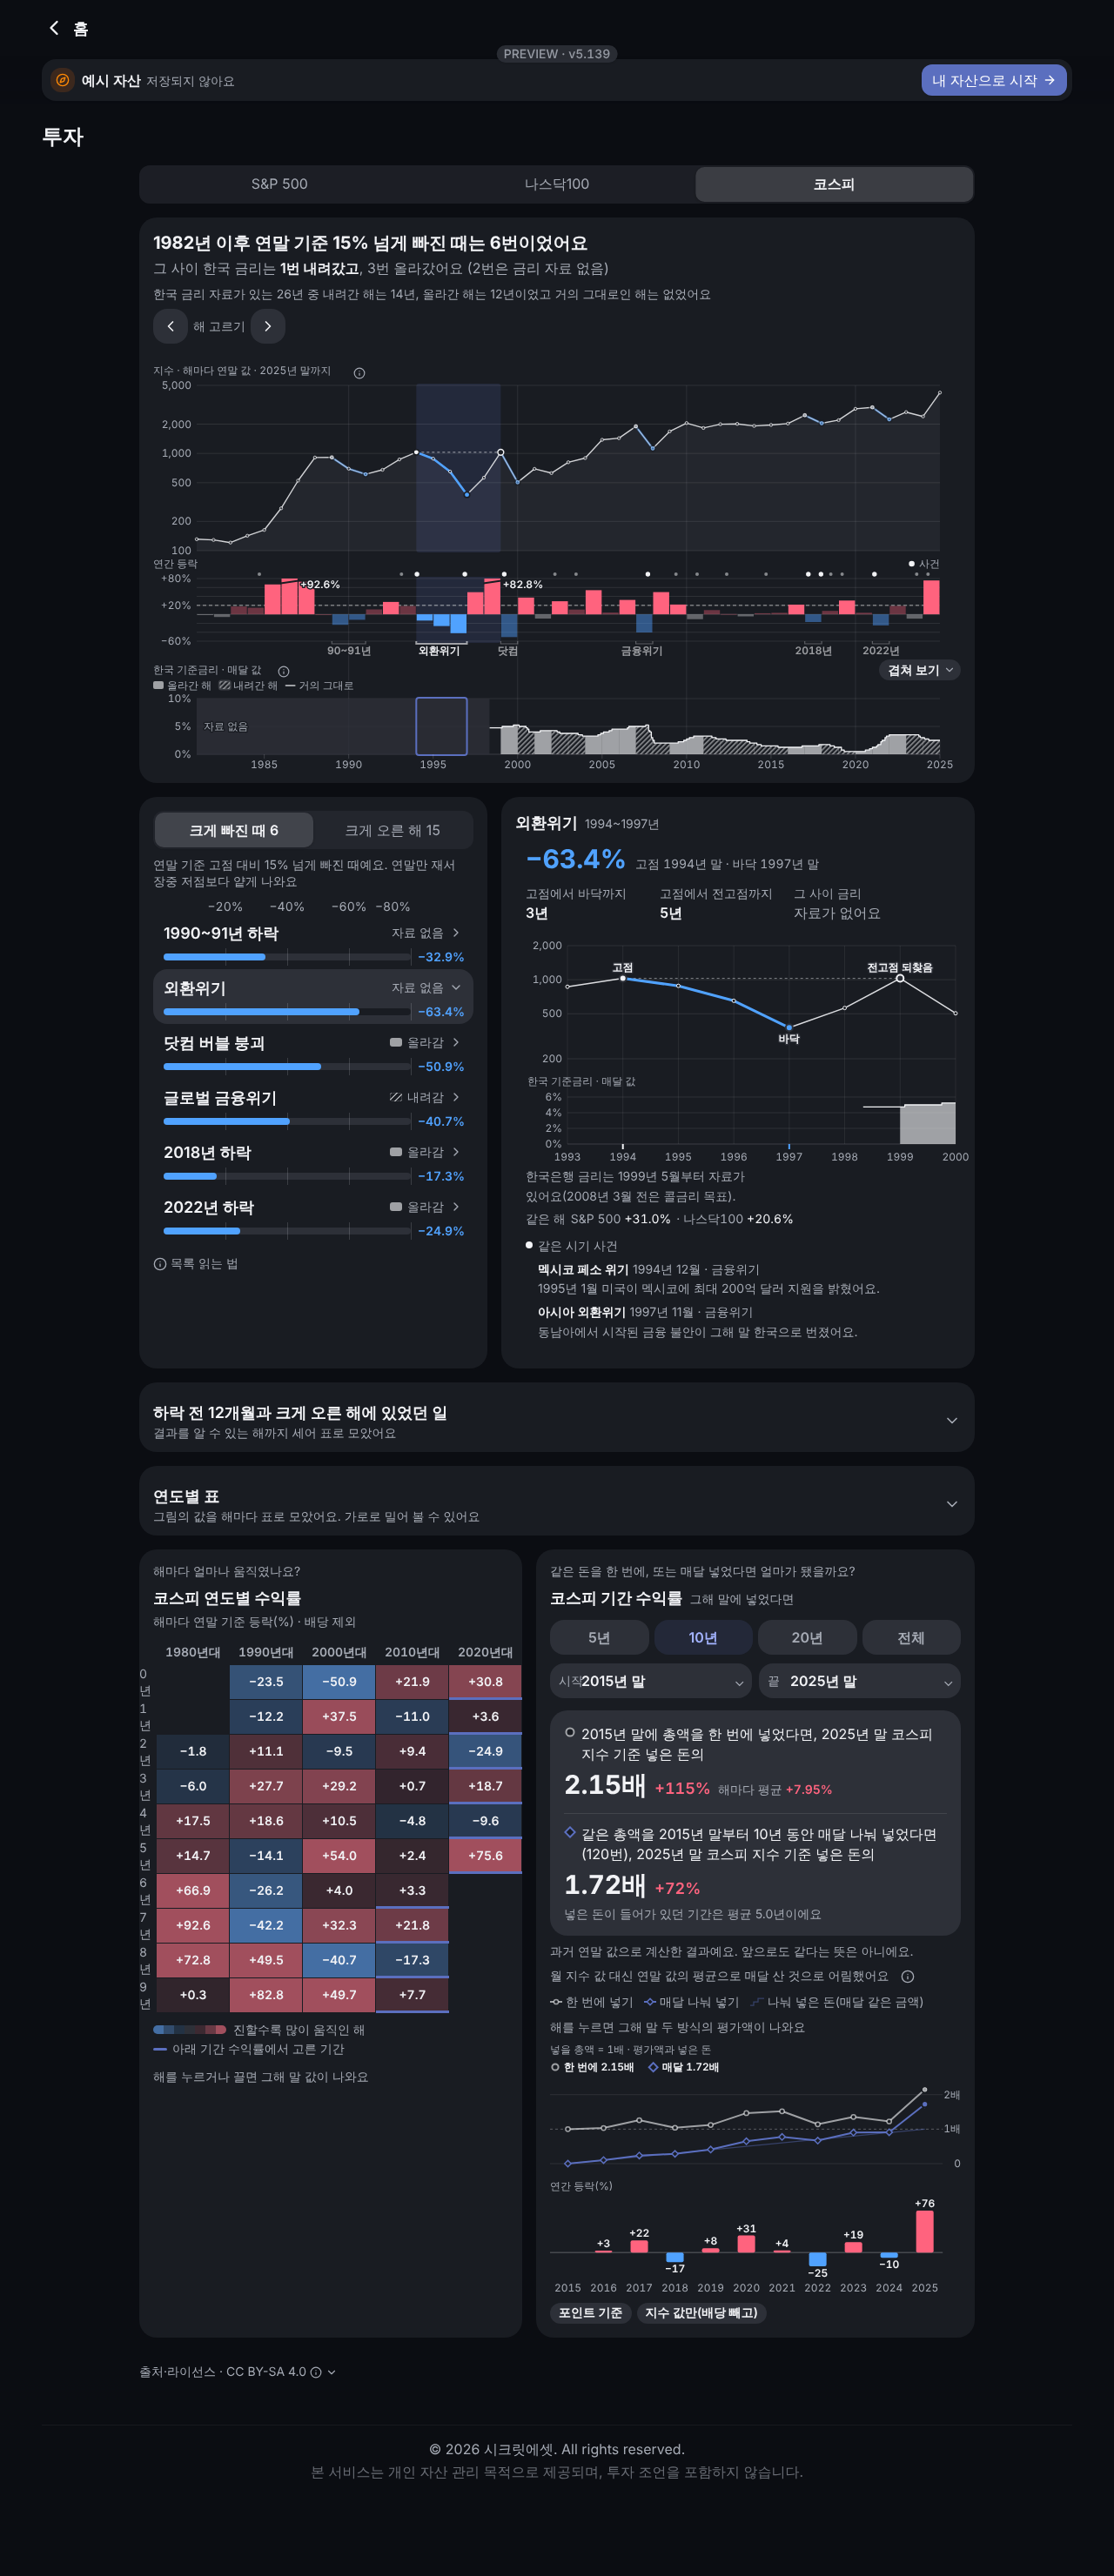 홈
PREVIEW · v5.139
예시 자산 저장되지 않아요
내 자산으로 시작 →
투자
S&P 500
나스닥100
코스피
1982년 이후 연말 기준 15% 넘게 빠진 때는 6번이었어요
그 사이 한국 금리는 1번 내려갔고, 3번 올라갔어요 (2번은 금리 자료 없음)
한국 금리 자료가 있는 26년 중 내려간 해는 14년, 올라간 해는 12년이었고 거의 그대로인 해는 없었어요
해 고르기
지수 · 해마다 연말 값 · 2025년 말까지
5,000
2,000
1,000
500
200
100
연간 등락
사건
+80%
+92.6%
+82.8%
+20%
−60%
90~91년
외환위기
닷컴
금융위기
2018년
2022년
한국 기준금리 · 매달 값
겹쳐 보기
올라간 해
내려간 해
거의 그대로
10%
5%
자료 없음
0%
1985
1990
1995
2000
2005
2010
2015
2020
2025
크게 빠진 때 6
크게 오른 해 15
연말 기준 고점 대비 15% 넘게 빠진 때예요. 연말만 재서
장중 저점보다 얕게 나와요
−20%
−40%
−60%
−80%
1990~91년 하락
자료 없음
−32.9%
외환위기
자료 없음
−63.4%
닷컴 버블 붕괴
올라감
−50.9%
글로벌 금융위기
내려감
−40.7%
2018년 하락
올라감
−17.3%
2022년 하락
올라감
−24.9%
목록 읽는 법
외환위기 1994~1997년
−63.4% 고점 1994년 말 · 바닥 1997년 말
고점에서 바닥까지
고점에서 전고점까지
그 사이 금리
3년
5년
자료가 없어요
2,000
고점
전고점 되찾음
1,000
500
바닥
200
한국 기준금리 · 매달 값
6%
4%
2%
0%
1993
1994
1995
1996
1997
1998
1999
2000
한국은행 금리는 1999년 5월부터 자료가
있어요(2008년 3월 전은 콜금리 목표).
같은 해 S&P 500 +31.0% · 나스닥100 +20.6%
같은 시기 사건
멕시코 페소 위기 1994년 12월 · 금융위기
1995년 1월 미국이 멕시코에 최대 200억 달러 지원을 밝혔어요.
아시아 외환위기 1997년 11월 · 금융위기
동남아에서 시작된 금융 불안이 그해 말 한국으로 번졌어요.
하락 전 12개월과 크게 오른 해에 있었던 일
결과를 알 수 있는 해까지 세어 표로 모았어요
연도별 표
그림의 값을 해마다 표로 모았어요. 가로로 밀어 볼 수 있어요
해마다 얼마나 움직였나요?
코스피 연도별 수익률
해마다 연말 기준 등락(%) · 배당 제외
1980년대 1990년대 2000년대 2010년대 2020년대
0년 −23.5 −50.9 +21.9 +30.8
1년 −12.2 +37.5 −11.0 +3.6
2년 −1.8 +11.1 −9.5 +9.4 −24.9
3년 −6.0 +27.7 +29.2 +0.7 +18.7
4년 +17.5 +18.6 +10.5 −4.8 −9.6
5년 +14.7 −14.1 +54.0 +2.4 +75.6
6년 +66.9 −26.2 +4.0 +3.3
7년 +92.6 −42.2 +32.3 +21.8
8년 +72.8 +49.5 −40.7 −17.3
9년 +0.3 +82.8 +49.7 +7.7
진할수록 많이 움직인 해
아래 기간 수익률에서 고른 기간
해를 누르거나 끌면 그해 말 값이 나와요
같은 돈을 한 번에, 또는 매달 넣었다면 얼마가 됐을까요?
코스피 기간 수익률 그해 말에 넣었다면
5년
10년
20년
전체
시작 2015년 말
끝 2025년 말
2015년 말에 총액을 한 번에 넣었다면, 2025년 말 코스피
지수 기준 넣은 돈의
2.15배 +115% 해마다 평균 +7.95%
같은 총액을 2015년 말부터 10년 동안 매달 나눠 넣었다면
(120번), 2025년 말 코스피 지수 기준 넣은 돈의
1.72배 +72%
넣은 돈이 들어가 있던 기간은 평균 5.0년이에요
과거 연말 값으로 계산한 결과예요. 앞으로도 같다는 뜻은 아니에요.
월 지수 값 대신 연말 값의 평균으로 매달 산 것으로 어림했어요
한 번에 넣기
매달 나눠 넣기
나눠 넣은 돈(매달 같은 금액)
해를 누르면 그해 말 두 방식의 평가액이 나와요
넣을 총액 = 1배 · 평가액과 넣은 돈
한 번에 2.15배
매달 1.72배
2배
1배
0
연간 등락(%)
+3
+22
−17
+8
+31
+4
−25
+19
−10
+76
2015 2016 2017 2018 2019 2020 2021 2022 2023 2024 2025
포인트 기준
지수 값만(배당 빼고)
출처·라이선스 · CC BY-SA 4.0
© 2026 시크릿에셋. All rights reserved.
본 서비스는 개인 자산 관리 목적으로 제공되며, 투자 조언을 포함하지 않습니다.